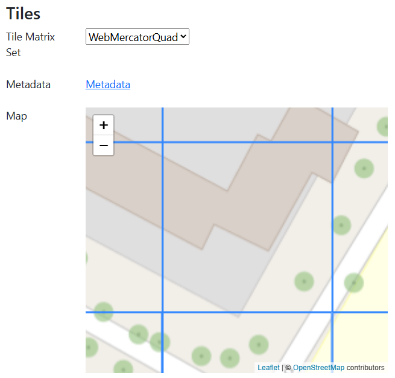 Tiles
Tile Matrix
Set
WebMercatorQuad
Metadata
Metadata
Map
+
−
Leaflet | © OpenStreetMap contributors